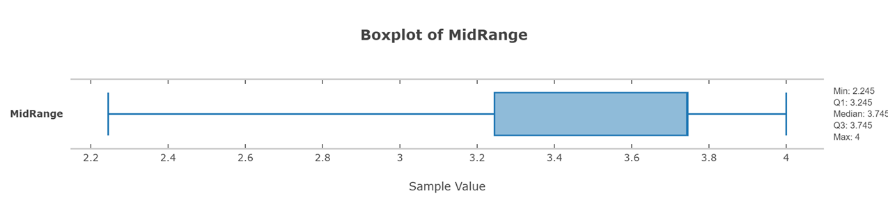 Boxplot of MidRange
MidRange
Min: 2.245
Q1: 3.245
Median: 3.745
Q3: 3.745
Max: 4
2.2 2.4 2.6 2.8 3 3.2 3.4 3.6 3.8 4
Sample Value